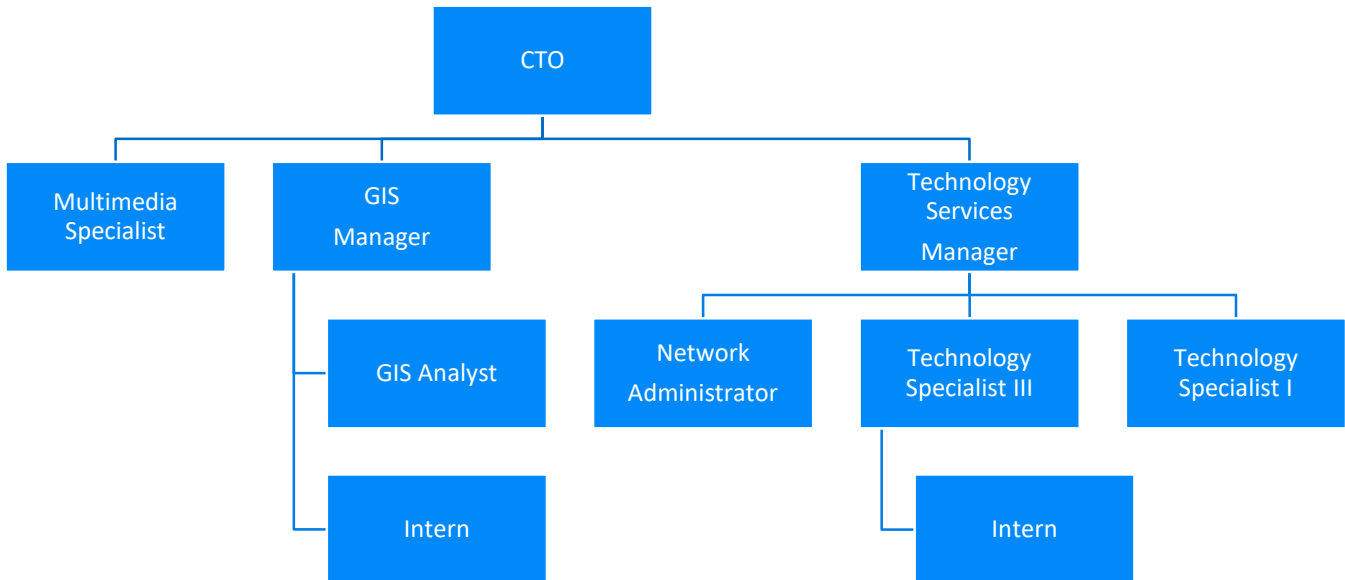 CTO
Multimedia
Specialist
GIS
Manager
Technology
Services
Manager
GIS Analyst
Network
Administrator
Technology
Specialist III
Technology
Specialist I
Intern
Intern